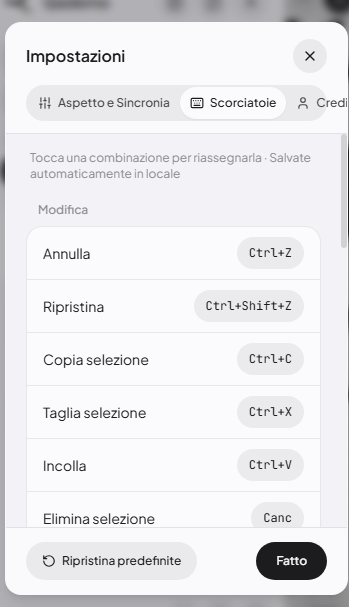 Impostazioni
Aspetto e Sincronia
Scorciatoie
Tocca una combinazione per riassegnarla · Salvate
automaticamente in locale
Modifica
Annulla Ctrl+Z
Ripristina Ctrl+Shift+Z
Copia selezione Ctrl+C
Taglia selezione Ctrl+X
Incolla Ctrl+V
Elimina selezione Canc
Ripristina predefinite
Fatto